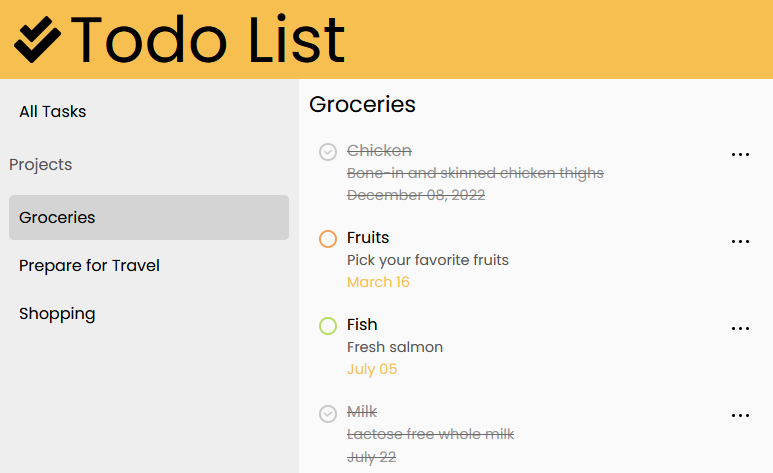 Todo List
All Tasks
Projects
Groceries
Prepare for Travel
Shopping
Groceries
Chicken
Bone-in and skinned chicken thighs
December 08, 2022
Fruits
Pick your favorite fruits
March 16
Fish
Fresh salmon
July 05
Milk
Lactose free whole milk
July 22